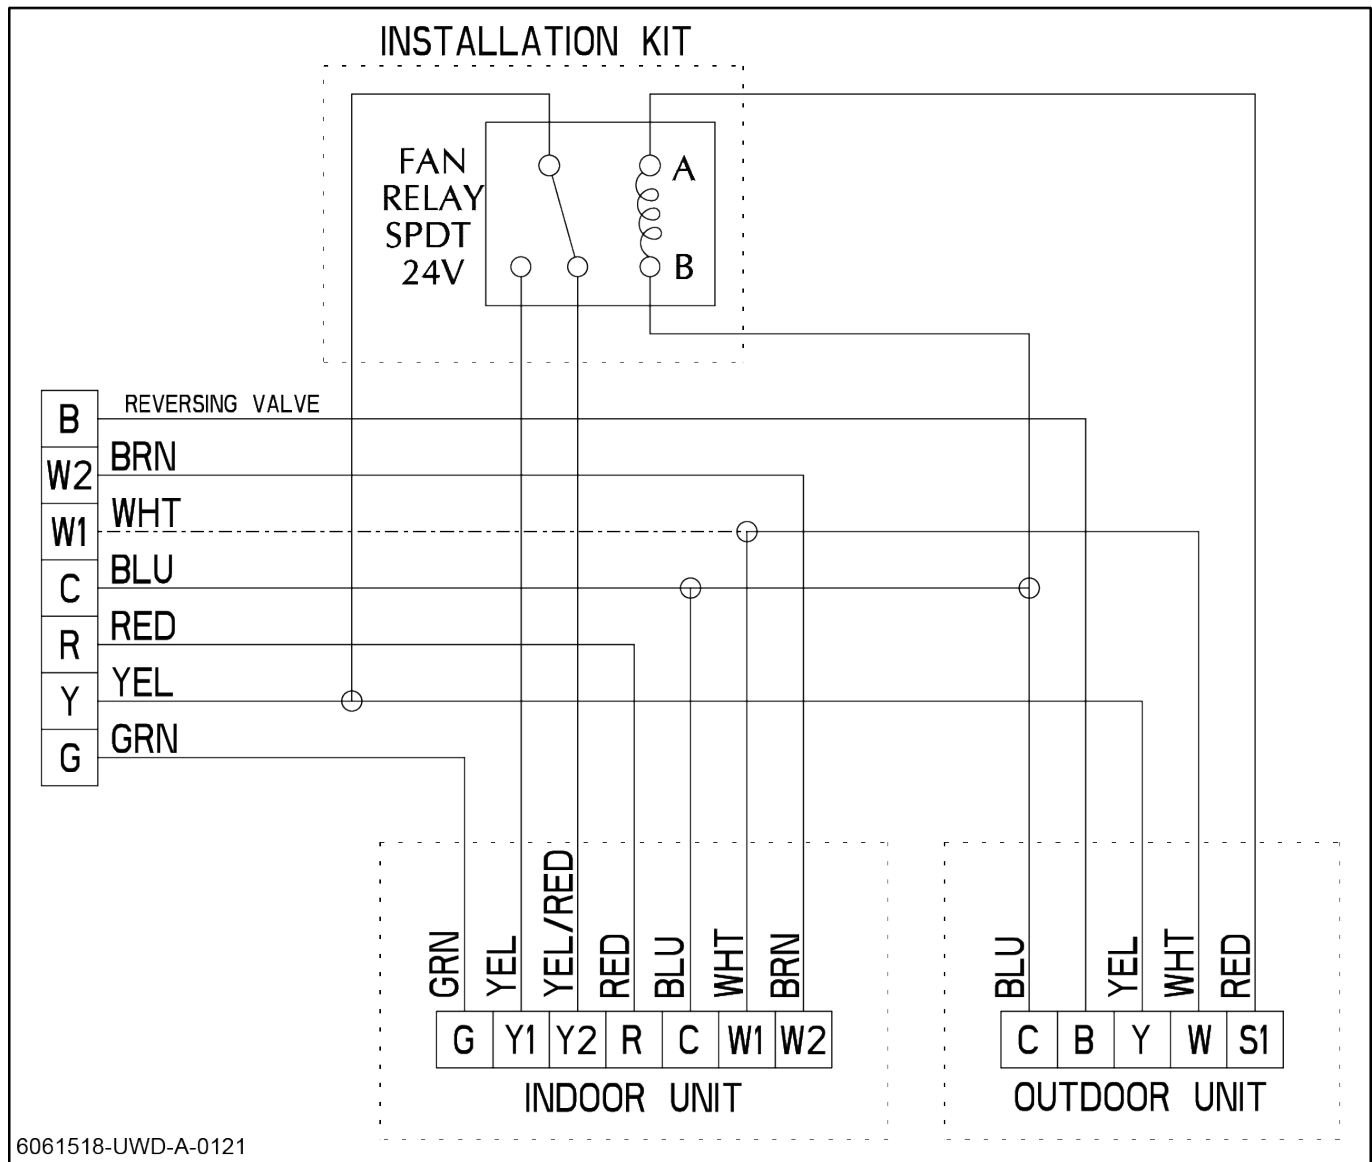 INSTALLATION KIT
FAN
RELAY
SPDT
24V
A
B
B
REVERSING VALVE
W2
BRN
W1
WHT
C
BLU
R
RED
Y
YEL
G
GRN
GRN
YEL
YEL/RED
RED
BLU
WHT
BRN
BLU
YEL
WHT
RED
G Y1 Y2 R C W1 W2
C B Y W S1
INDOOR UNIT
OUTDOOR UNIT
6061518-UWD-A-0121